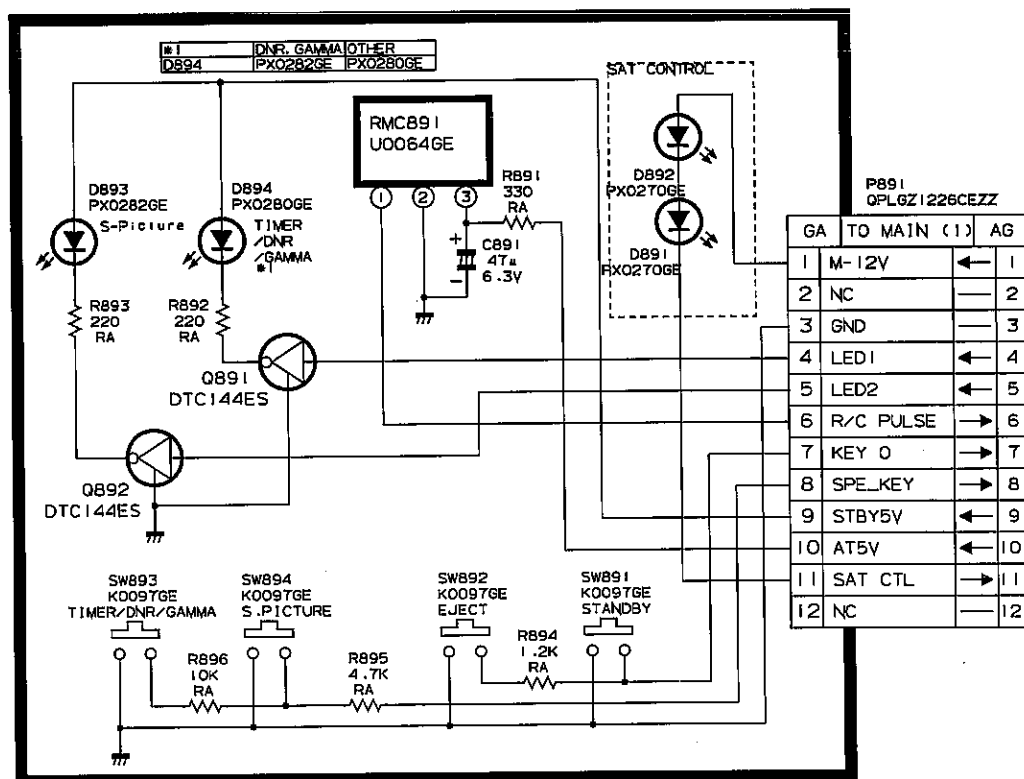 *1 DNR. GAMMA OTHER
D894 PX0282GE PX0280GE
SAT CONTROL
RMC891
U0064GE
1 2 3
R891
330
RA
D892
PX0270GE
D891
PX0270GE
P891
QPLGZ1226CEZZ
D893
PX0282GE
S-Picture
D894
PX0280GE
TIMER
/DNR
/GAMMA
*1
+
C891
47u
6.3V
-
R893
220
RA
R892
220
RA
Q891
DTC144ES
Q892
DTC144ES
GA TO MAIN (1) AG
1 M-12V 1
2 NC 2
3 GND 3
4 LED1 4
5 LED2 5
6 R/C PULSE 6
7 KEY 0 7
8 SPE_KEY 8
9 STBY5V 9
10 AT5V 10
11 SAT CTL 11
12 NC 12
SW893
K0097GE
TIMER/DNR/GAMMA
SW894
K0097GE
S.PICTURE
SW892
K0097GE
EJECT
SW891
K0097GE
STANDBY
R896
10K
RA
R895
4.7K
RA
R894
1.2K
RA